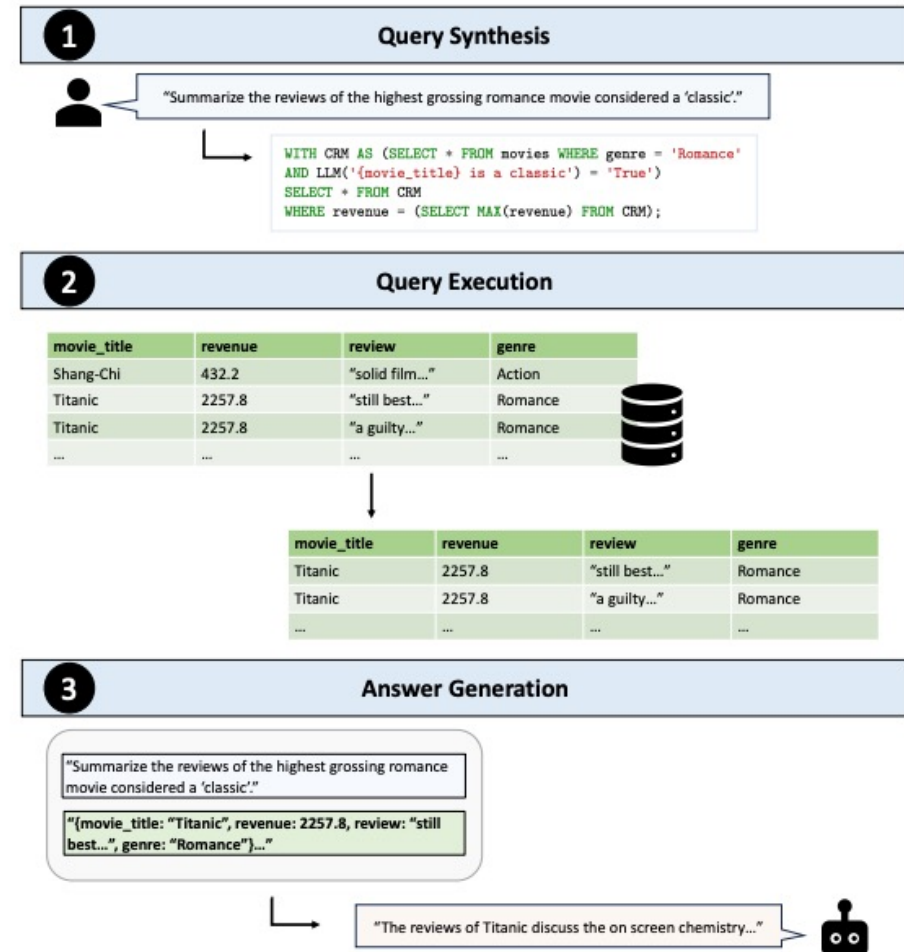 1
Query Synthesis
“Summarize the reviews of the highest grossing romance movie considered a ‘classic’.”
WITH CRM AS (SELECT * FROM movies WHERE genre = 'Romance'
AND LLM('{movie_title} is a classic') = 'True')
SELECT * FROM CRM
WHERE revenue = (SELECT MAX(revenue) FROM CRM);
2
Query Execution
movie_title revenue review genre
Shang-Chi 432.2 “solid film...” Action
Titanic 2257.8 “still best...” Romance
Titanic 2257.8 “a guilty...” Romance
... ... ... ...
movie_title revenue review genre
Titanic 2257.8 “still best...” Romance
Titanic 2257.8 “a guilty...” Romance
... ... ... ...
3
Answer Generation
“Summarize the reviews of the highest grossing romance
movie considered a ‘classic’.”
“{movie_title: “Titanic”, revenue: 2257.8, review: “still
best...”, genre: “Romance”}...”
“The reviews of Titanic discuss the on screen chemistry...”